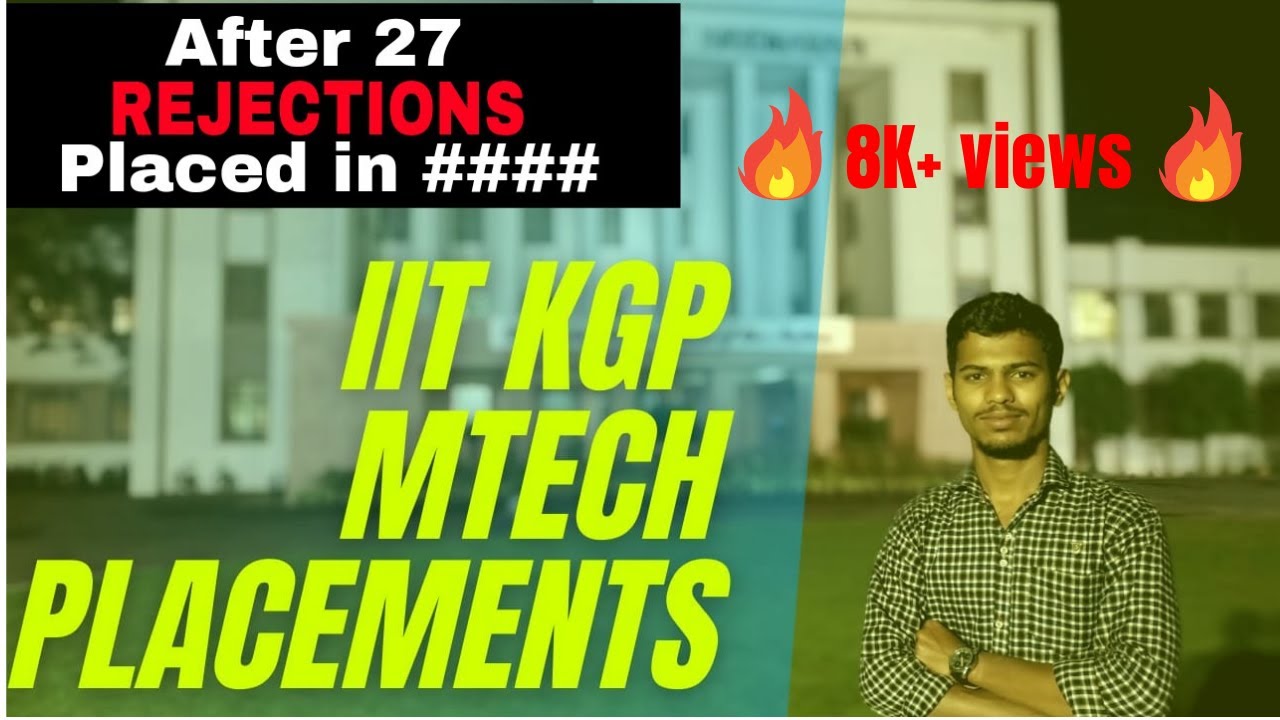 After 27
REJECTIONS
Placed in ####
8K+ views
IIT KGP
MTECH
PLACEMENTS